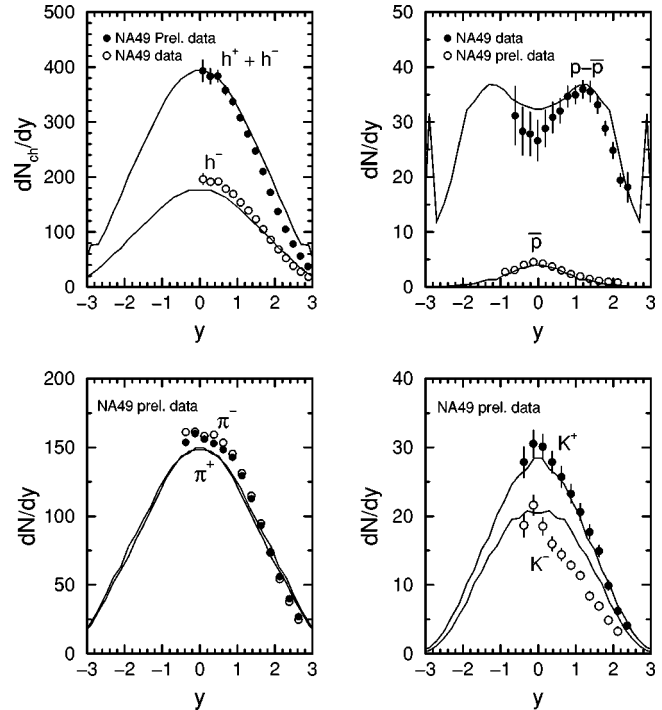 ● NA49 Prel. data
○ NA49 data
h⁺ + h⁻
h⁻
dN_ch/dy
500
400
300
200
100
0
−3 −2 −1 0 1 2 3
y
● NA49 data
○ NA49 prel. data
p−p̅
p̅
dN/dy
50
40
30
20
10
0
−3 −2 −1 0 1 2 3
y
NA49 prel. data
π⁻
π⁺
dN/dy
200
150
100
50
0
−3 −2 −1 0 1 2 3
y
NA49 prel. data
K⁺
K⁻
dN/dy
40
30
20
10
0
−3 −2 −1 0 1 2 3
y